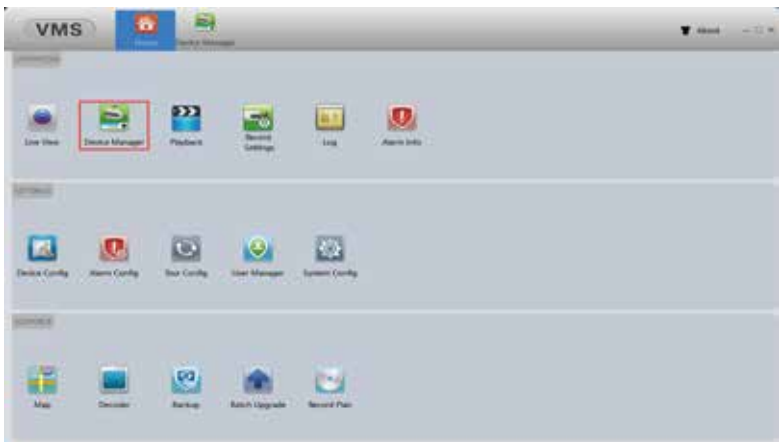 VMS
Home
Device Manager
About
Live View
Device Manager
Playback
Record
Settings
Log
Alarm Info
Device Config
Alarm Config
Tour Config
User Manager
System Config
Map
Decoder
Backup
Batch Upgrade
Record Plan